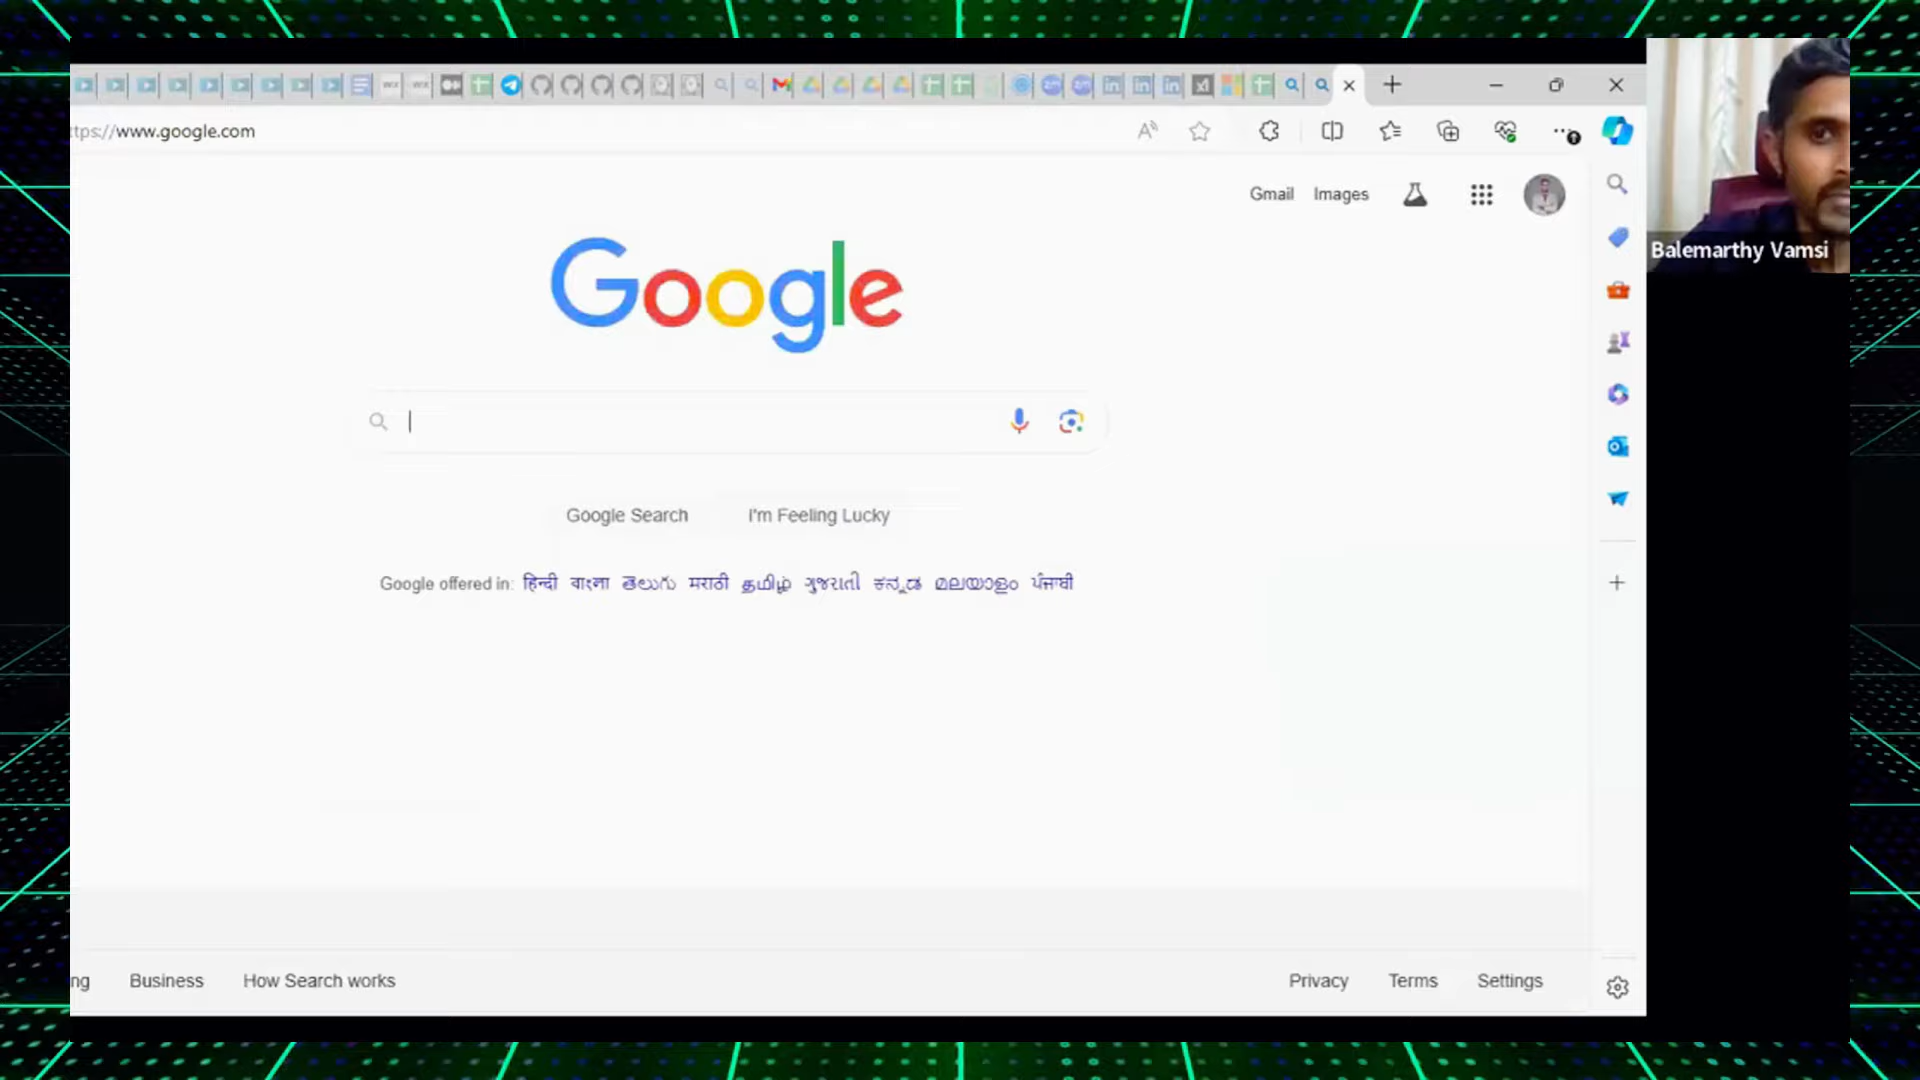 tps://www.google.com
Gmail Images
Balemarthy Vamsi
Google
Google Search I'm Feeling Lucky
Google offered in: हिन्दी বাংলা తెలుగు मराठी தமிழ் ગુજરાતી ಕನ್ನಡ മലയാളം ਪੰਜਾਬੀ
ng Business How Search works Privacy Terms Settings